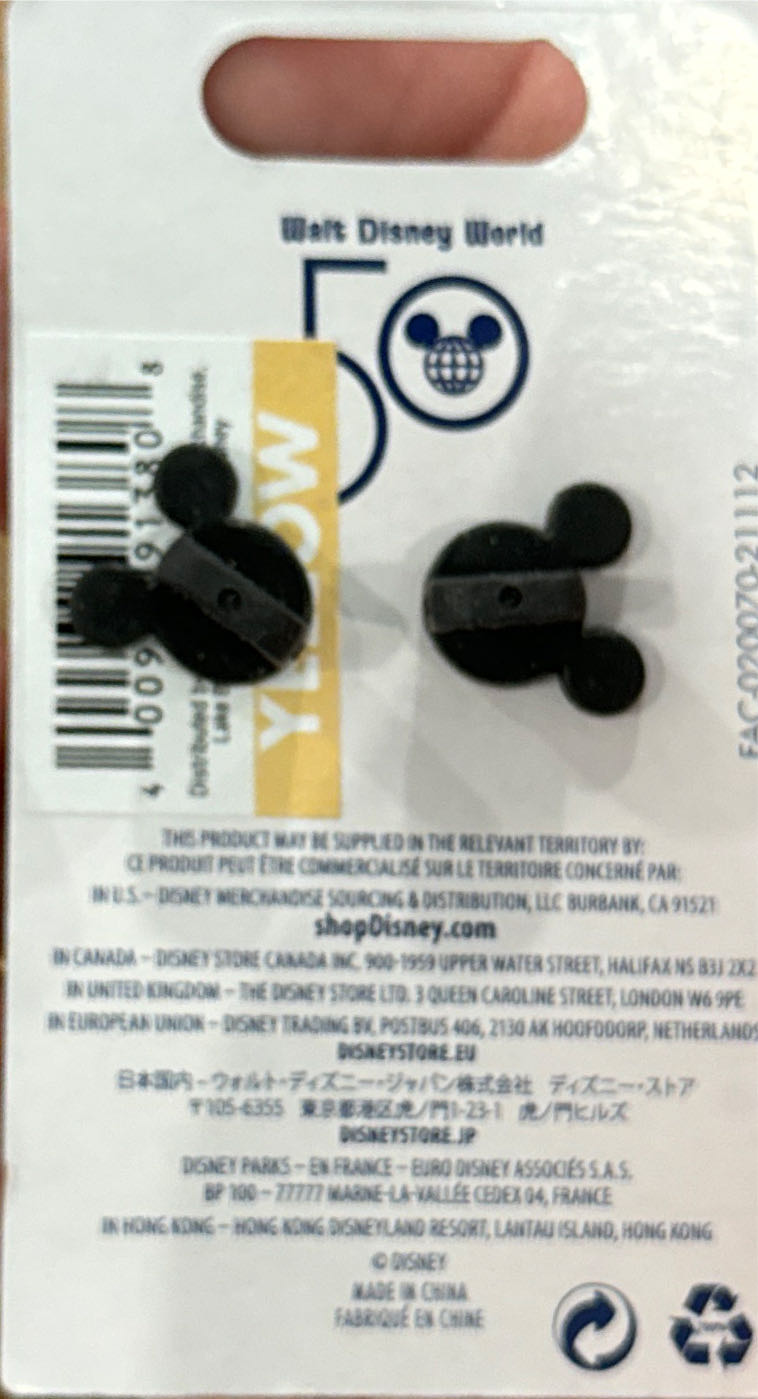 Walt Disney World
50
YELLOW
4 009 91380 8
Distributed
Lake
THIS PRODUCT MAY BE SUPPLIED IN THE RELEVANT TERRITORY BY:
CE PRODUIT PEUT ÊTRE COMMERCIALISÉ SUR LE TERRITOIRE CONCERNÉ PAR:
IN U.S. – DISNEY MERCHANDISE SOURCING & DISTRIBUTION, LLC BURBANK, CA 91521
shopDisney.com
IN CANADA – DISNEY STORE CANADA INC. 900-1959 UPPER WATER STREET, HALIFAX NS B3J 2X2
IN UNITED KINGDOM – THE DISNEY STORE LTD. 3 QUEEN CAROLINE STREET, LONDON W6 9PE
IN EUROPEAN UNION – DISNEY TRADING BV, POSTBUS 406, 2130 AK HOOFDDORP, NETHERLANDS
DISNEYSTORE.EU
日本国内 – ウォルト・ディズニー・ジャパン株式会社 ディズニー・ストア
〒105-6355 東京都港区虎ノ門1-23-1 虎ノ門ヒルズ
DISNEYSTORE.JP
DISNEY PARKS – EN FRANCE – EURO DISNEY ASSOCIÉS S.A.S.
BP 100 – 77777 MARNE-LA-VALLÉE CEDEX 04, FRANCE
IN HONG KONG – HONG KONG DISNEYLAND RESORT, LANTAU ISLAND, HONG KONG
© DISNEY
MADE IN CHINA
FABRIQUÉ EN CHINE
FAC-020070-21112